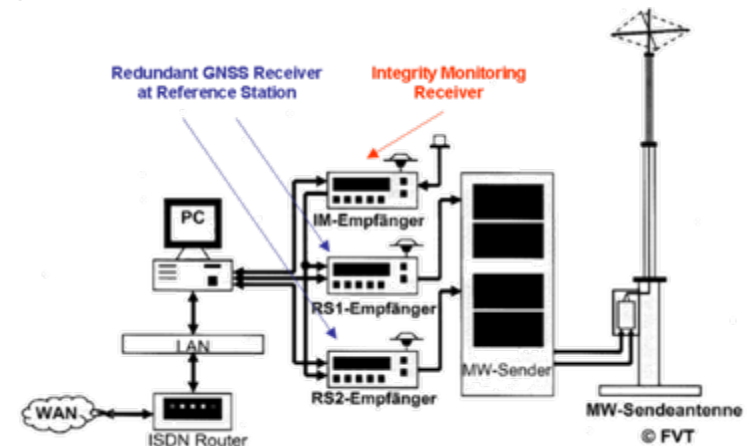 Redundant GNSS Receiver
at Reference Station
Integrity Monitoring
Receiver
PC
IM-Empfänger
RS1-Empfänger
LAN
RS2-Empfänger
MW-Sender
WAN
ISDN Router
MW-Sendeantenne
© FVT